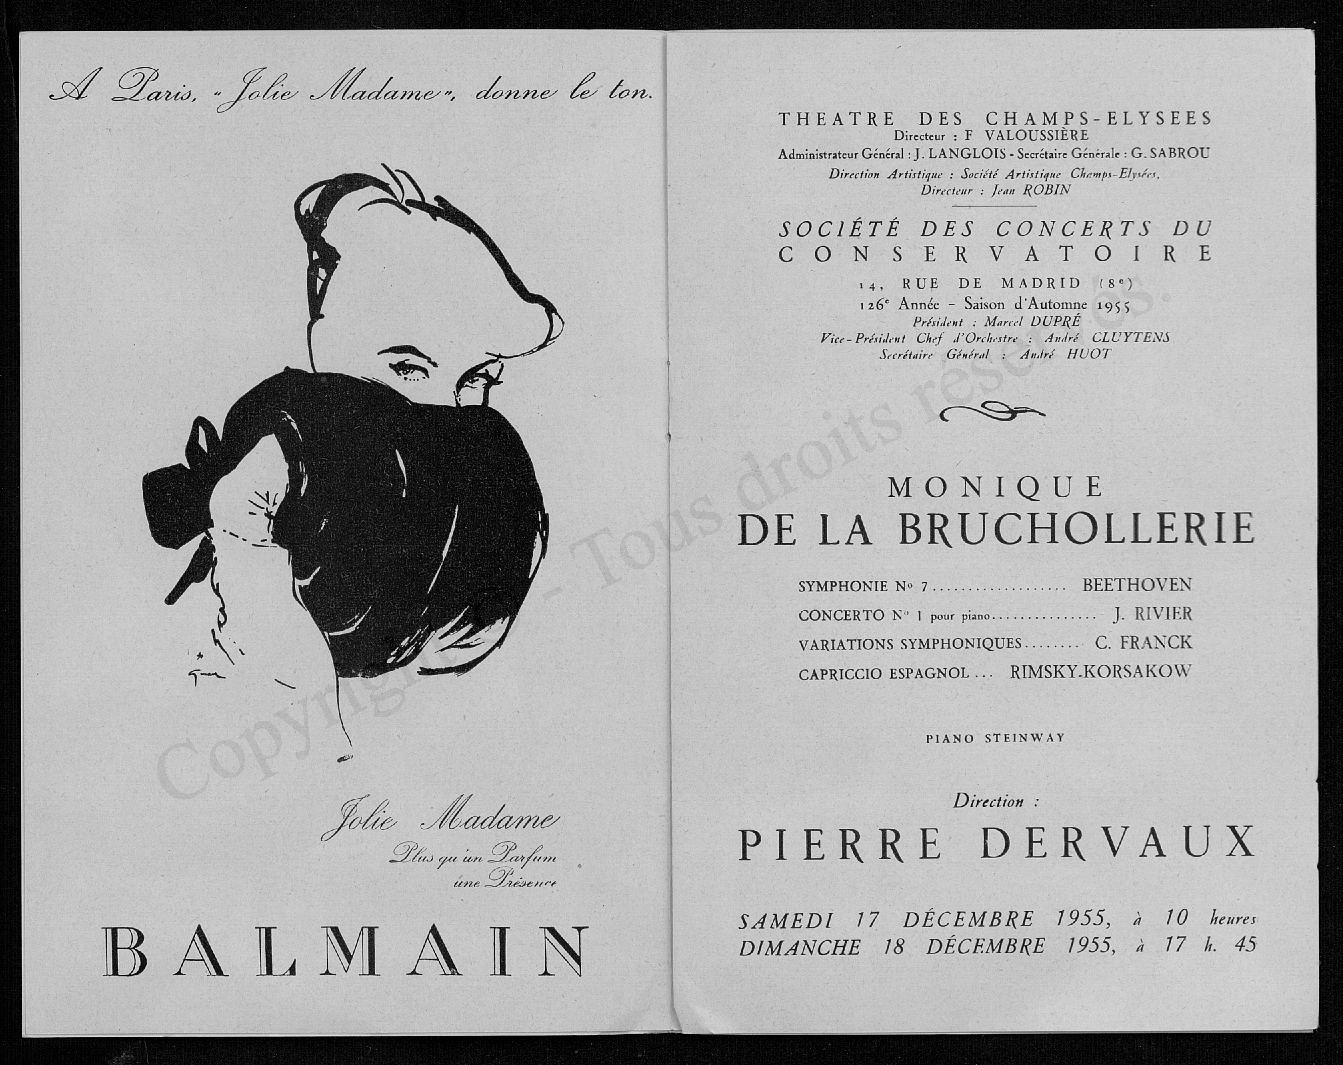 A Paris, "Jolie Madame", donne le ton.
Jolie Madame
Plus qu'un Parfum
une Présence
BALMAIN
THEATRE DES CHAMPS-ELYSEES
Directeur : F VALOUSSIÈRE
Administrateur Général : J. LANGLOIS - Secrétaire Générale : G. SABROU
Direction Artistique : Société Artistique Champs-Elysées,
Directeur : Jean ROBIN
SOCIÉTÉ DES CONCERTS DU
CONSERVATOIRE
14, RUE DE MADRID (8e)
126e Année - Saison d'Automne 1955
Président : Marcel DUPRÉ
Vice-Président Chef d'Orchestre : André CLUYTENS
Secrétaire Général : André HUOT
MONIQUE
DE LA BRUCHOLLERIE
SYMPHONIE No 7 ................... BEETHOVEN
CONCERTO No 1 pour piano............... J. RIVIER
VARIATIONS SYMPHONIQUES........ C. FRANCK
CAPRICCIO ESPAGNOL ... RIMSKY-KORSAKOW
PIANO STEINWAY
Direction :
PIERRE DERVAUX
SAMEDI 17 DÉCEMBRE 1955, à 10 heures
DIMANCHE 18 DÉCEMBRE 1955, à 17 h. 45
Copyright - Tous droits réservés.